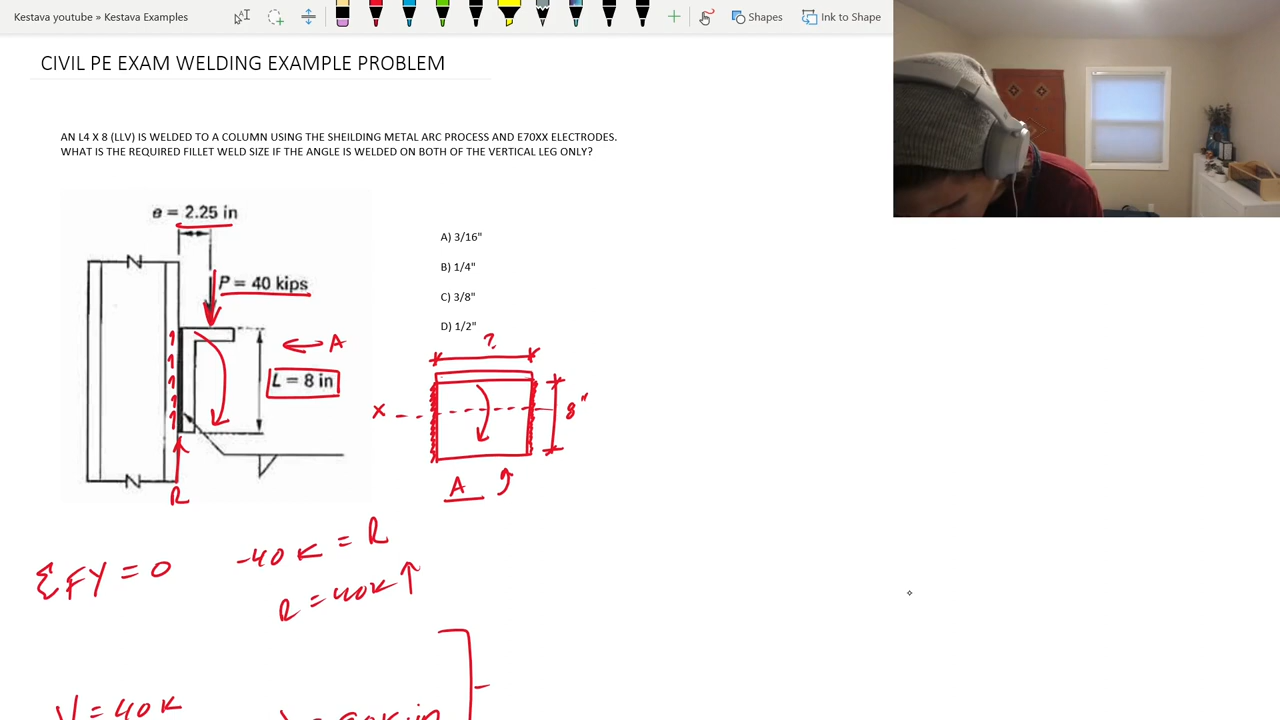 Kestava youtube » Kestava Examples
Shapes
Ink to Shape
CIVIL PE EXAM WELDING EXAMPLE PROBLEM
AN L4 X 8 (LLV) IS WELDED TO A COLUMN USING THE SHEILDING METAL ARC PROCESS AND E70XX ELECTRODES.
WHAT IS THE REQUIRED FILLET WELD SIZE IF THE ANGLE IS WELDED ON BOTH OF THE VERTICAL LEG ONLY?
e = 2.25 in
P = 40 kips
L = 8 in
A
R
A) 3/16"
B) 1/4"
C) 3/8"
D) 1/2"
?
X
8"
A
ΣFY = 0
-40K = R
R = 40K ↑
V = 40K